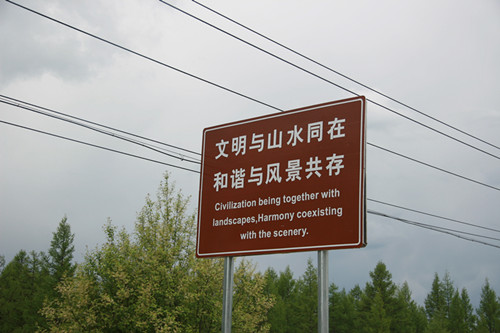 文明与山水同在
和谐与风景共存
Civilization being together with
landscapes,Harmony coexisting
with the scenery.